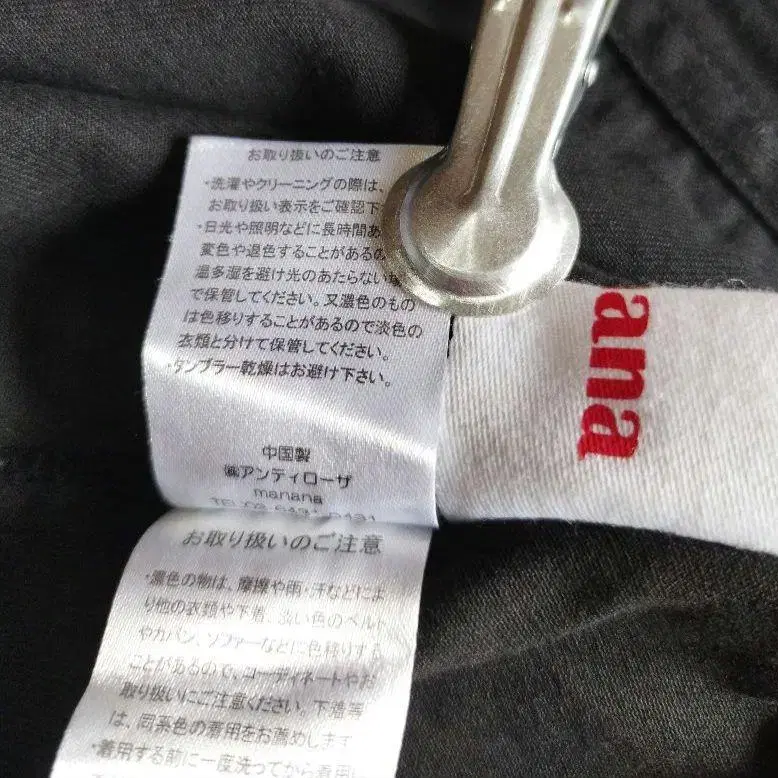 お取り扱いのご注意
・洗濯やクリーニングの際は、
お取り扱い表示をご確認下
・日光や照明などに長時間あ
変色や退色することがあるの
温多湿を避け光のあたらない
で保管してください。又濃色のもの
は色移りすることがあるので淡色の
衣類と分けて保管してください。
・タンブラー乾燥はお避け下さい。
中国製
㈱アンティローザ
manana
TEL 03-6431-0131
ana
お取り扱いのご注意
・濃色の物は、摩擦や雨・汗などによ
り他の衣類や下着、淡い色のベルト
やカバン、ソファーなどに色移りする
ことがあるので、コーディネートやお
取り扱いにご注意ください。下着等
は、同系色の着用をお薦めします
・着用する前に一度洗ってから着用